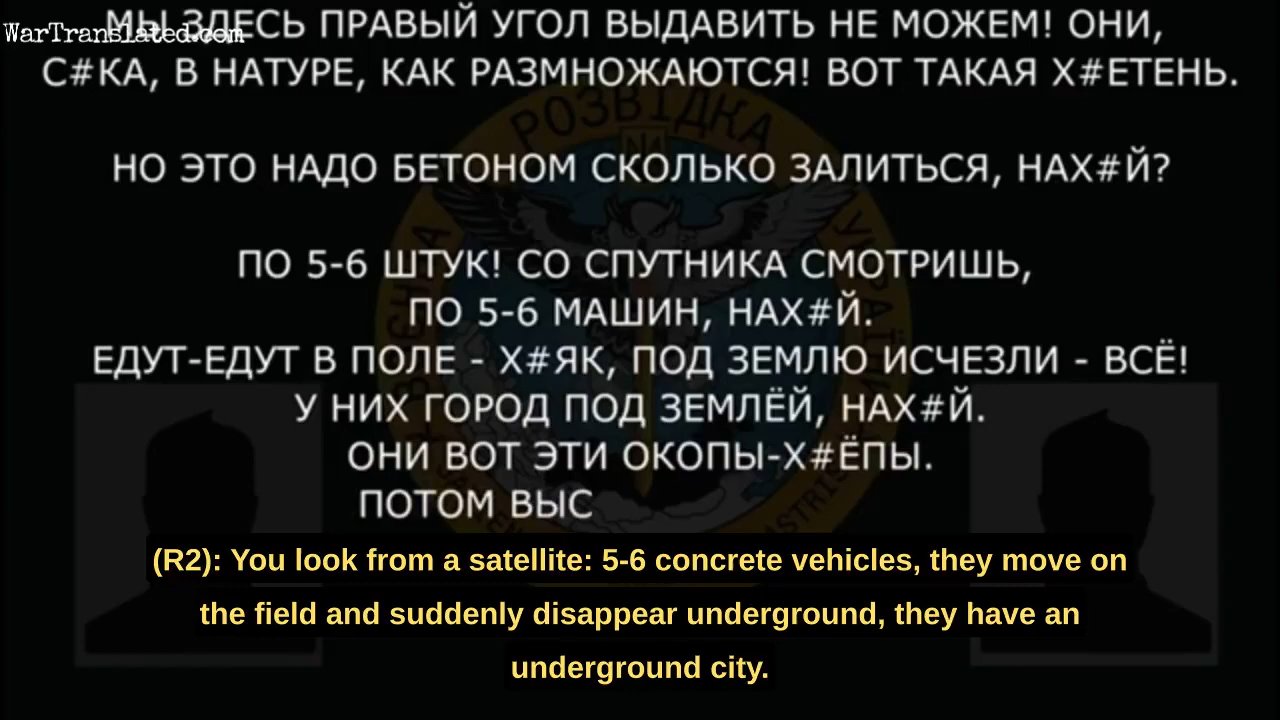 WarTranslated.com
МЫ ЗДЕСЬ ПРАВЫЙ УГОЛ ВЫДАВИТЬ НЕ МОЖЕМ! ОНИ,
С#КА, В НАТУРЕ, КАК РАЗМНОЖАЮТСЯ! ВОТ ТАКАЯ Х#ЕТЕНЬ.
НО ЭТО НАДО БЕТОНОМ СКОЛЬКО ЗАЛИТЬСЯ, НАХ#Й?
ПО 5-6 ШТУК! СО СПУТНИКА СМОТРИШЬ,
ПО 5-6 МАШИН, НАХ#Й.
ЕДУТ-ЕДУТ В ПОЛЕ - Х#ЯК, ПОД ЗЕМЛЮ ИСЧЕЗЛИ - ВСЁ!
У НИХ ГОРОД ПОД ЗЕМЛЁЙ, НАХ#Й.
ОНИ ВОТ ЭТИ ОКОПЫ-Х#ЁПЫ.
ПОТОМ ВЫС
(R2): You look from a satellite: 5-6 concrete vehicles, they move on
the field and suddenly disappear underground, they have an
underground city.
РОЗВІДКА